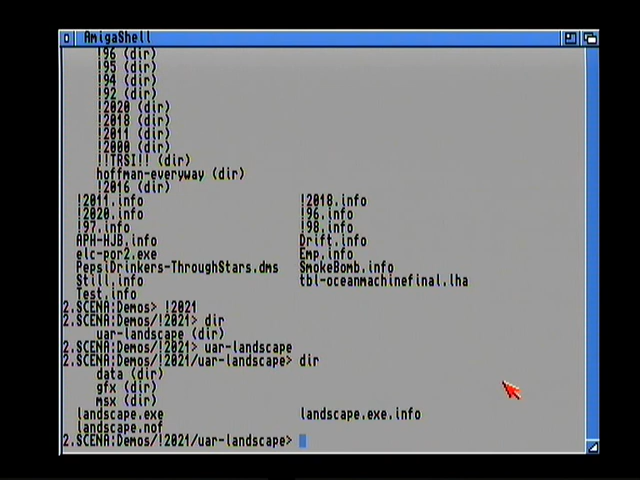 AmigaShell
!96 (dir)
!95 (dir)
!94 (dir)
!92 (dir)
!2020 (dir)
!2018 (dir)
!2011 (dir)
!2000 (dir)
!!TRSI!! (dir)
hoffman-everyway (dir)
!2016 (dir)
!2011.info !2018.info
!2020.info !96.info
!97.info !98.info
APH-HJB.info Drift.info
elc-por2.exe Emp.info
PepsiDrinkers-ThroughStars.dms SmokeBomb.info
Still.info tbl-oceanmachinefinal.lha
Test.info
2.SCENA:Demos> !2021
2.SCENA:Demos/!2021> dir
uar-landscape (dir)
2.SCENA:Demos/!2021> uar-landscape
2.SCENA:Demos/!2021/uar-landscape> dir
data (dir)
gfx (dir)
msx (dir)
landscape.exe landscape.exe.info
landscape.nof
2.SCENA:Demos/!2021/uar-landscape>